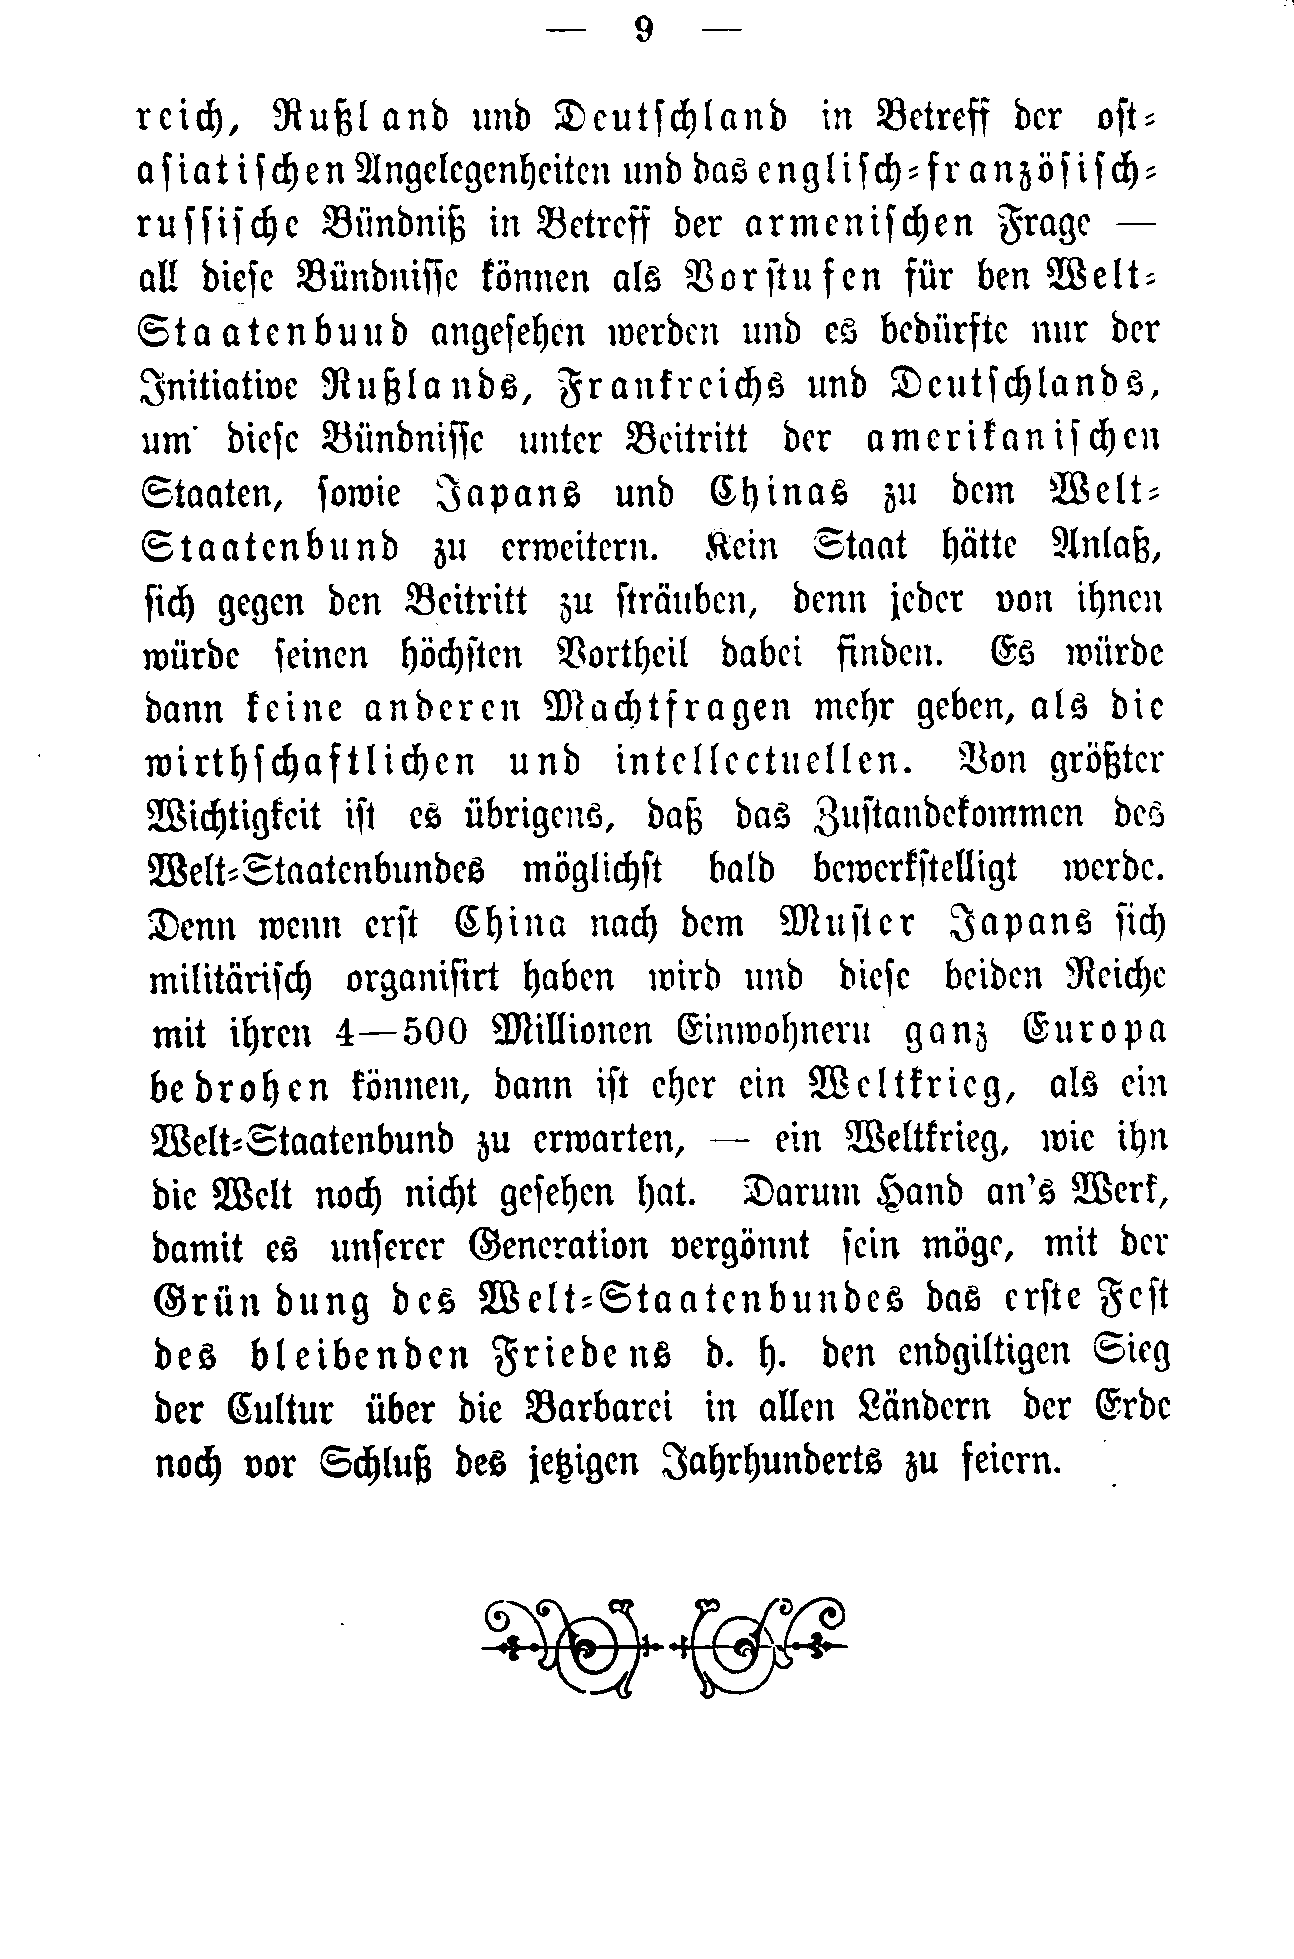 — 9 —
reich, Rußland und Deutschland in Betreff der ost-
asiatischen Angelegenheiten und das englisch-französisch-
russische Bündniß in Betreff der armenischen Frage —
all diese Bündnisse können als Vorstufen für ben Welt-
Staatenbuud angesehen werden und es bedürfte nur der
Initiative Rußlands, Frankreichs und Deutschlands,
um diese Bündnisse unter Beitritt der amerikanischen
Staaten, sowie Japans und Chinas zu dem Welt-
Staatenbund zu erweitern. Kein Staat hätte Anlaß,
sich gegen den Beitritt zu sträuben, denn jeder von ihnen
würde seinen höchsten Vortheil dabei finden. Es würde
dann keine anderen Machtfragen mehr geben, als die
wirthschaftlichen und intellectuellen. Von größter
Wichtigkeit ist es übrigens, daß das Zustandekommen des
Welt-Staatenbundes möglichst bald bewerkstelligt werde.
Denn wenn erst China nach dem Muster Japans sich
militärisch organisirt haben wird und diese beiden Reiche
mit ihren 4—500 Millionen Einwohnern ganz Europa
bedrohen können, dann ist eher ein Weltkrieg, als ein
Welt-Staatenbund zu erwarten, — ein Weltkrieg, wie ihn
die Welt noch nicht gesehen hat. Darum Hand an's Werk,
damit es unserer Generation vergönnt sein möge, mit der
Gründung des Welt-Staatenbundes das erste Fest
des bleibenden Friedens d. h. den endgiltigen Sieg
der Cultur über die Barbarei in allen Ländern der Erde
noch vor Schluß des jetzigen Jahrhunderts zu feiern.